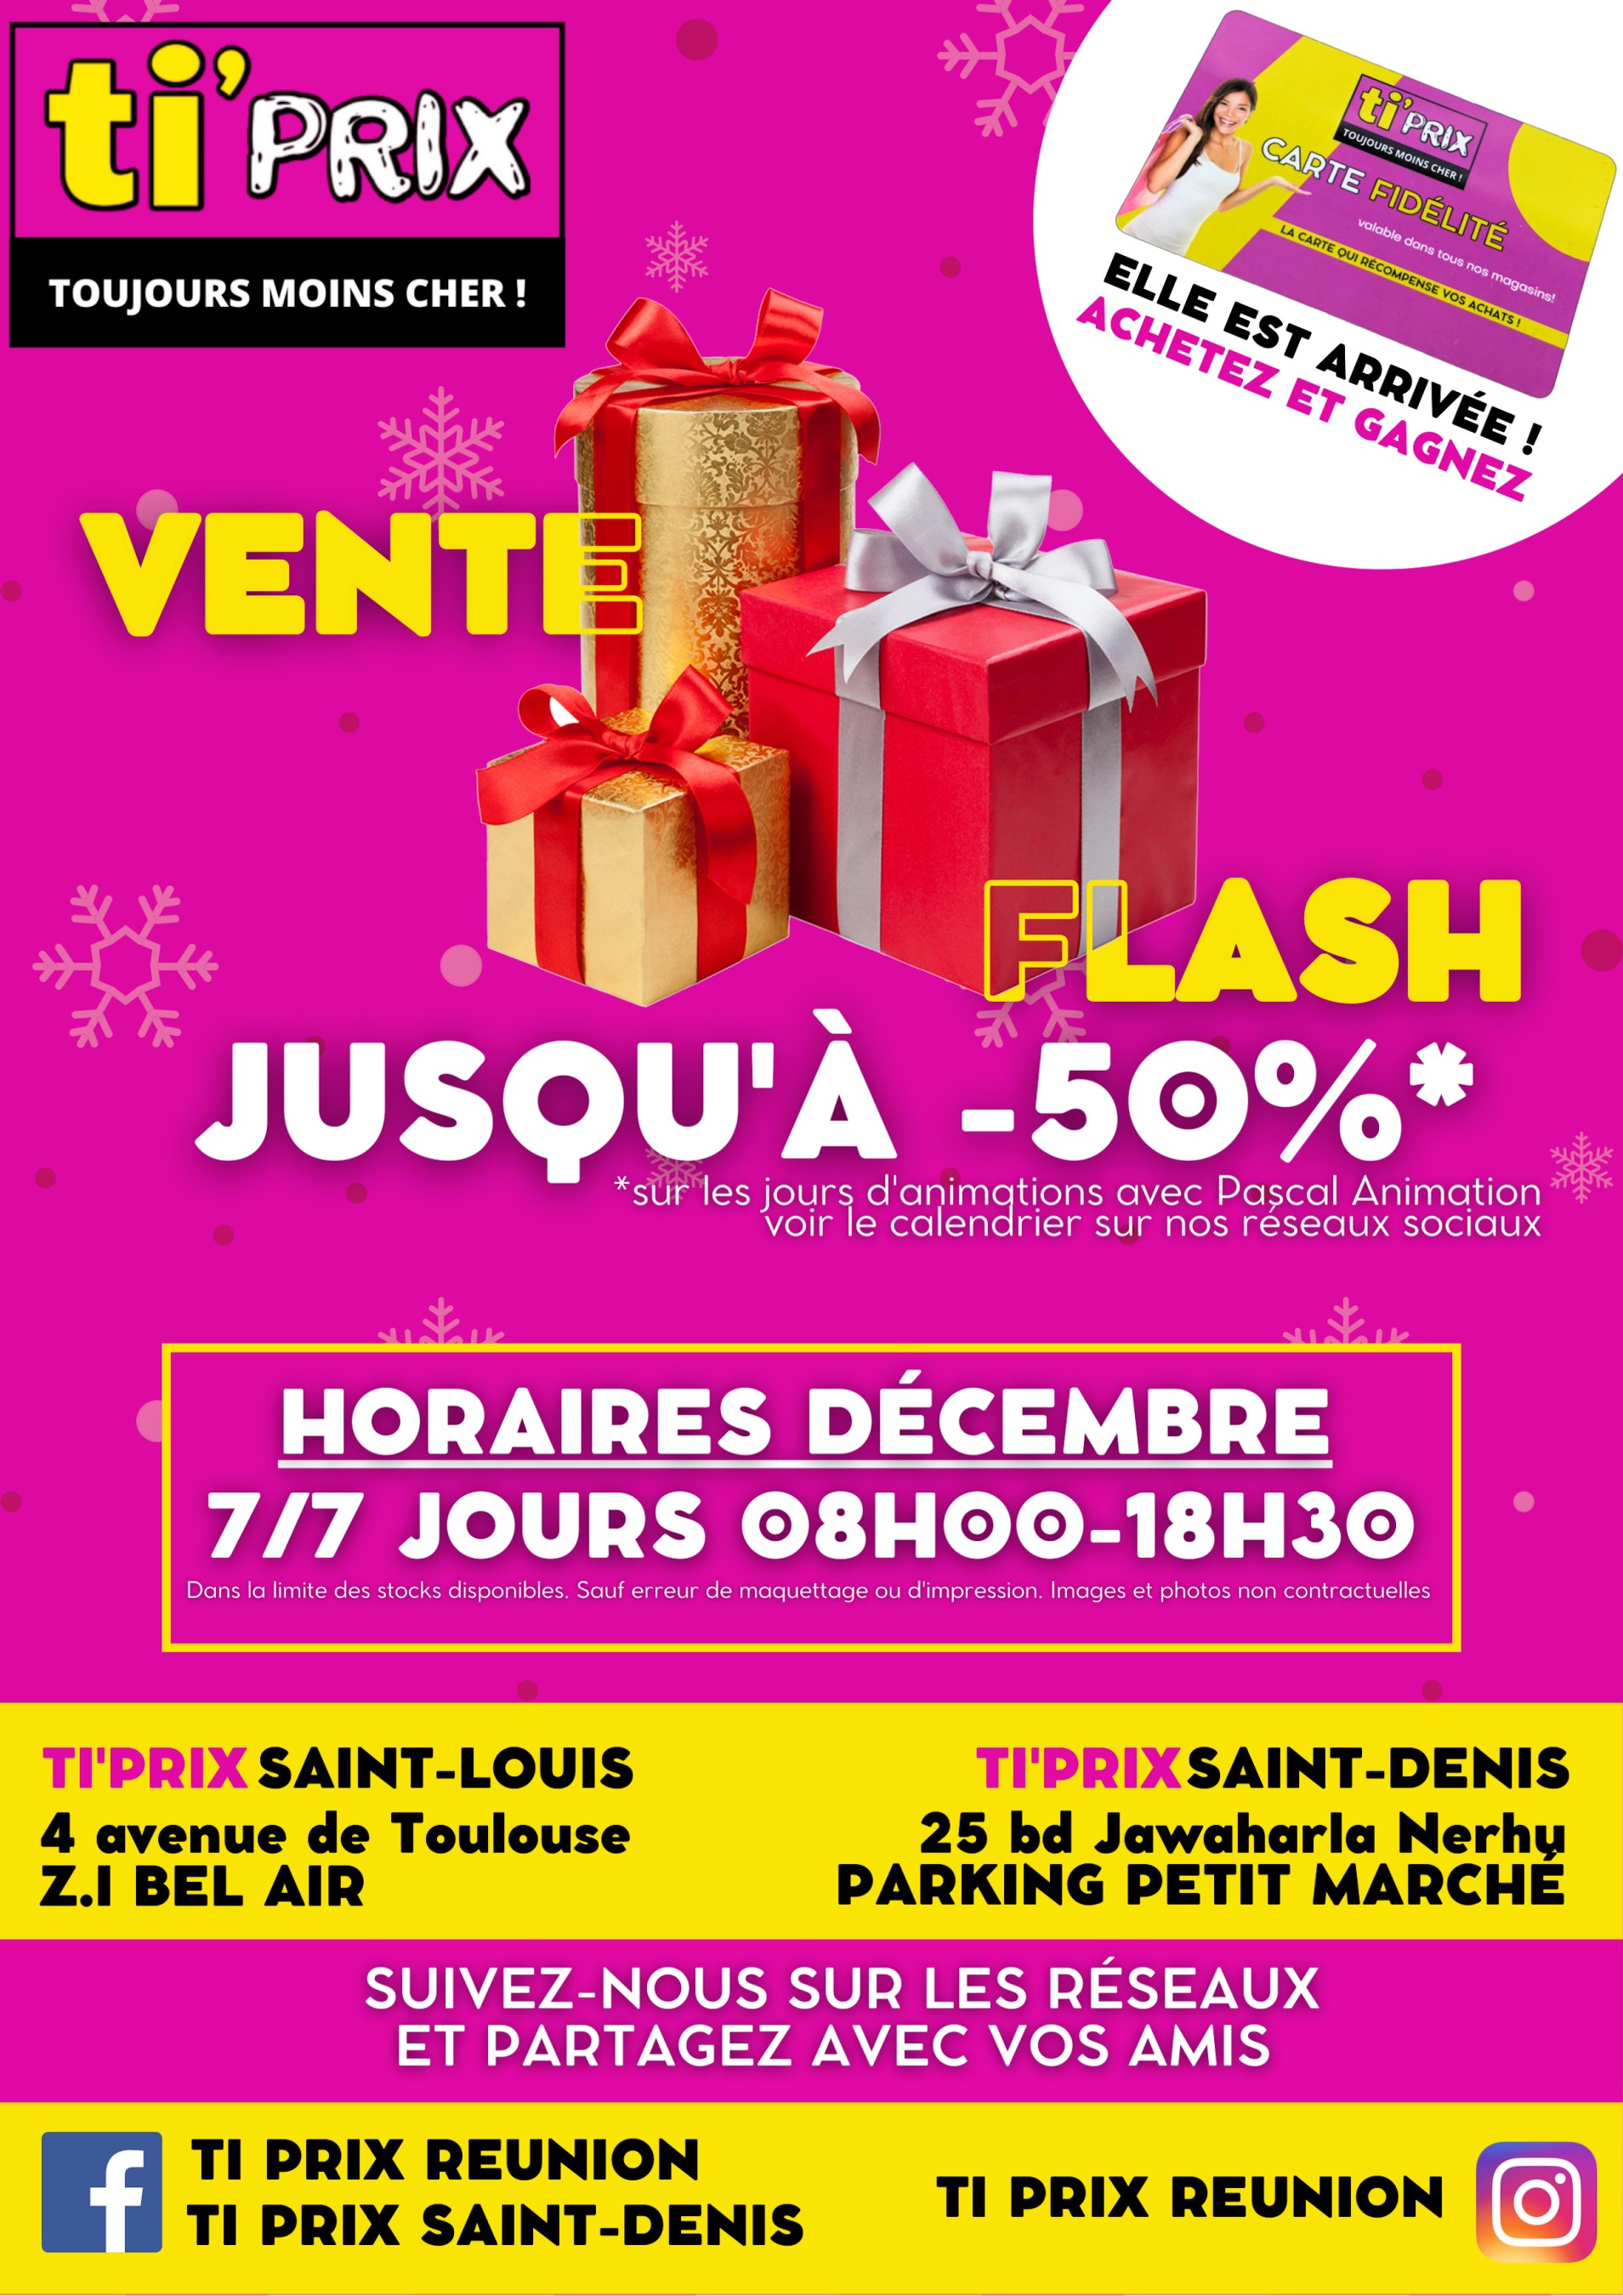 ti'PRIX
TOUJOURS MOINS CHER !
ti'PRIX
TOUJOURS MOINS CHER !
CARTE FIDÉLITÉ
valable dans tous nos magasins!
LA CARTE QUI RÉCOMPENSE VOS ACHATS !
ELLE EST ARRIVÉE !
ACHETEZ ET GAGNEZ
VENTE
FLASH
JUSQU'À -50%*
*sur les jours d'animations avec Pascal Animation
voir le calendrier sur nos réseaux sociaux
HORAIRES DÉCEMBRE
7/7 JOURS 08H00-18H30
Dans la limite des stocks disponibles. Sauf erreur de maquettage ou d'impression. Images et photos non contractuelles
TI'PRIX SAINT-LOUIS
4 avenue de Toulouse
Z.I BEL AIR
TI'PRIX SAINT-DENIS
25 bd Jawaharla Nerhu
PARKING PETIT MARCHÉ
SUIVEZ-NOUS SUR LES RÉSEAUX
ET PARTAGEZ AVEC VOS AMIS
f TI PRIX REUNION
TI PRIX SAINT-DENIS
TI PRIX REUNION